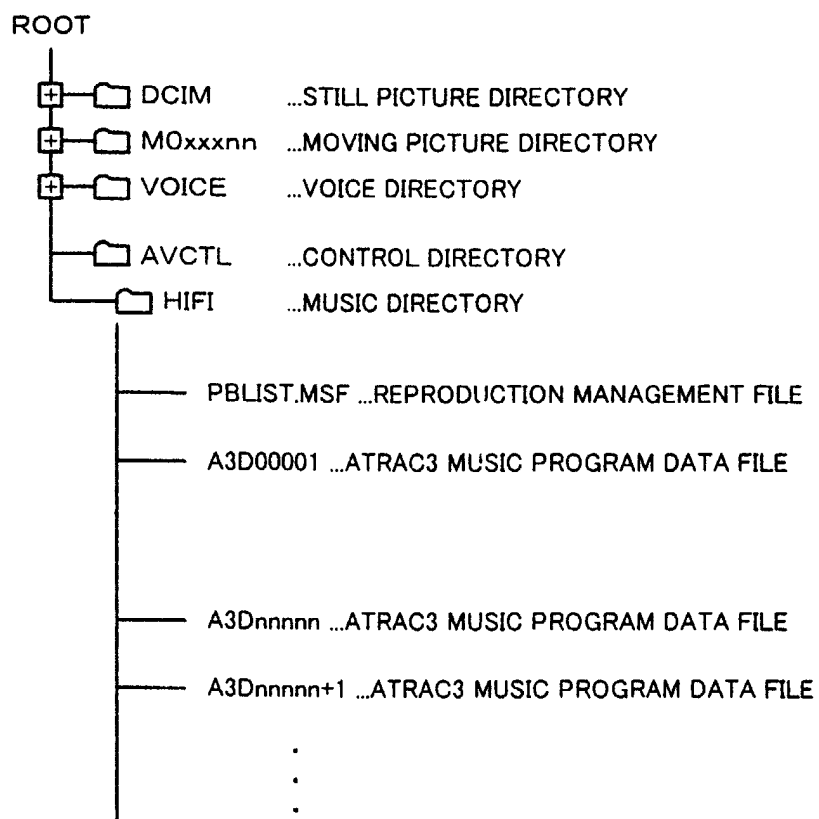 ROOT
DCIM ...STILL PICTURE DIRECTORY
M0xxxnn ...MOVING PICTURE DIRECTORY
VOICE ...VOICE DIRECTORY
AVCTL ...CONTROL DIRECTORY
HIFI ...MUSIC DIRECTORY
PBLIST.MSF ...REPRODUCTION MANAGEMENT FILE
A3D00001 ...ATRAC3 MUSIC PROGRAM DATA FILE
A3Dnnnnn ...ATRAC3 MUSIC PROGRAM DATA FILE
A3Dnnnnn+1 ...ATRAC3 MUSIC PROGRAM DATA FILE